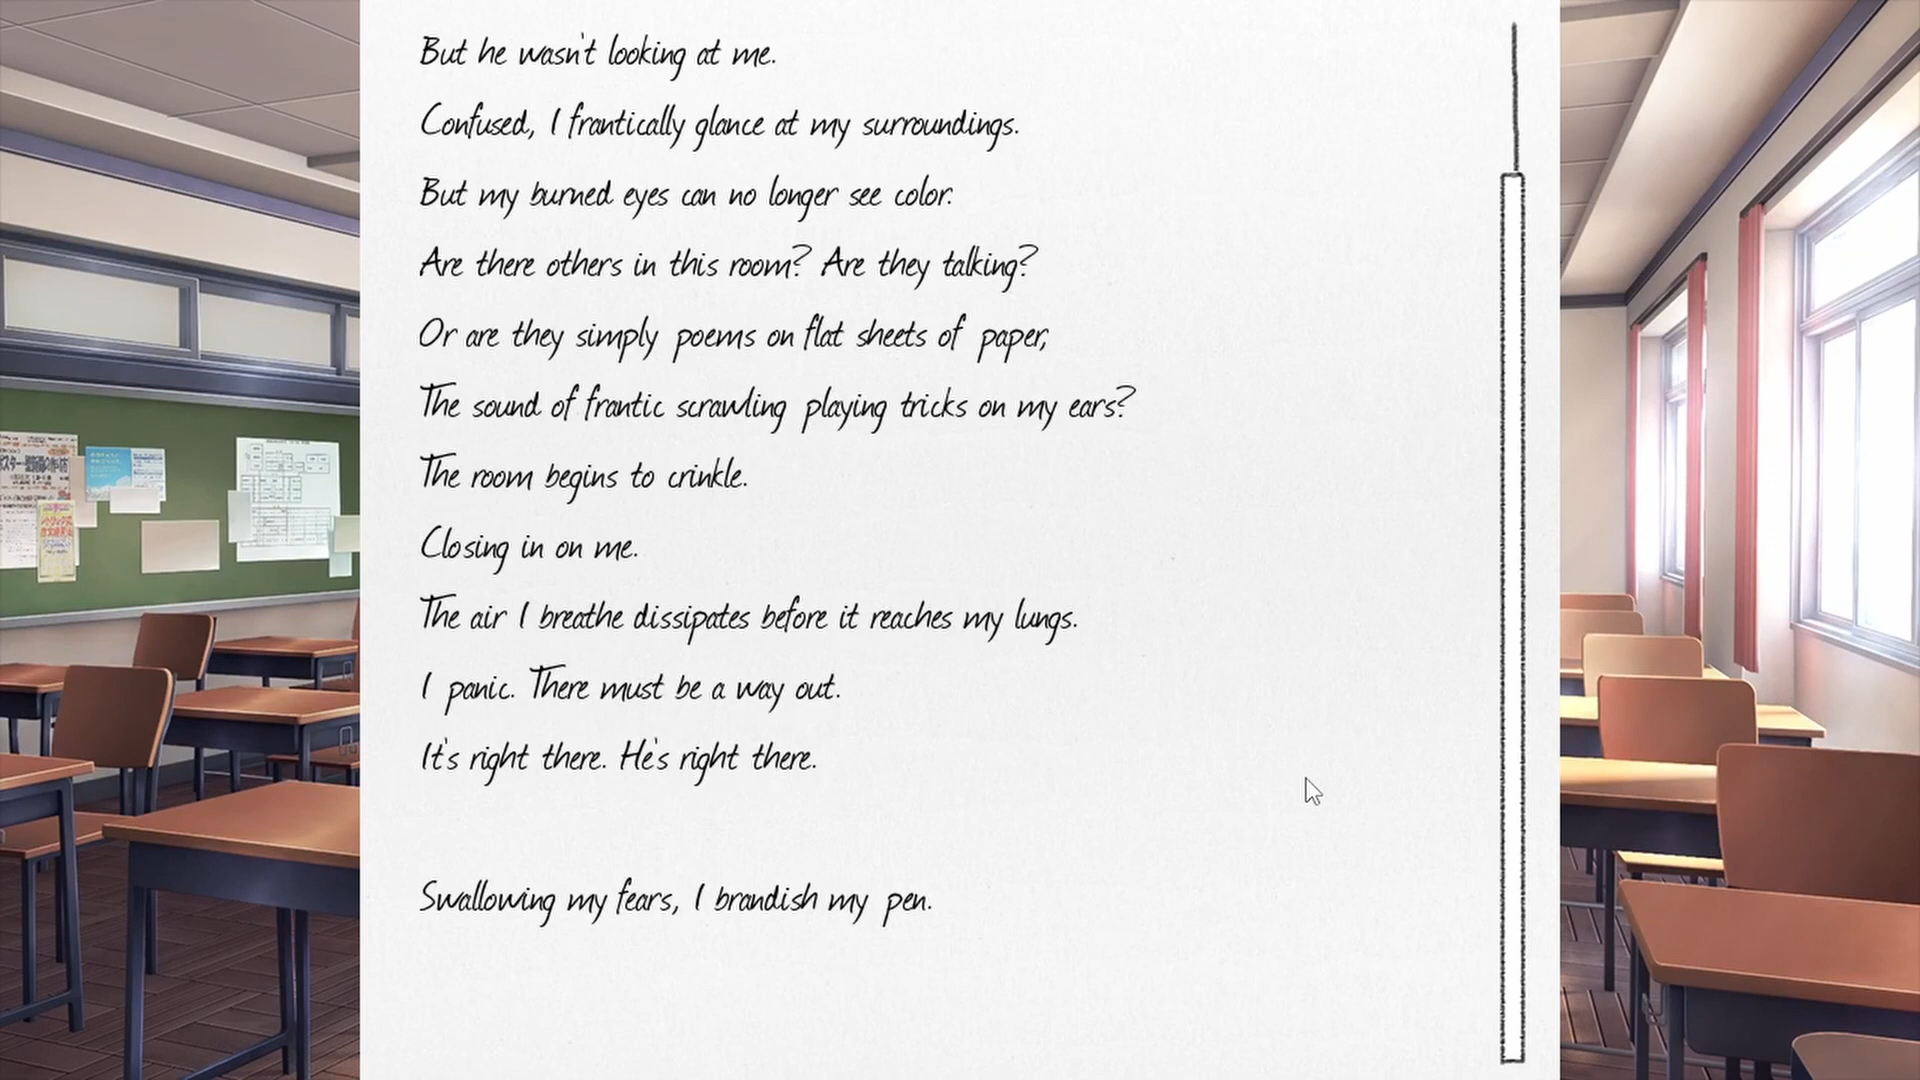 But he wasn't looking at me.
Confused, I frantically glance at my surroundings.
But my burned eyes can no longer see color.
Are there others in this room? Are they talking?
Or are they simply poems on flat sheets of paper,
The sound of frantic scrawling playing tricks on my ears?
The room begins to crinkle.
Closing in on me.
The air I breathe dissipates before it reaches my lungs.
I panic. There must be a way out.
It's right there. He's right there.
Swallowing my fears, I brandish my pen.